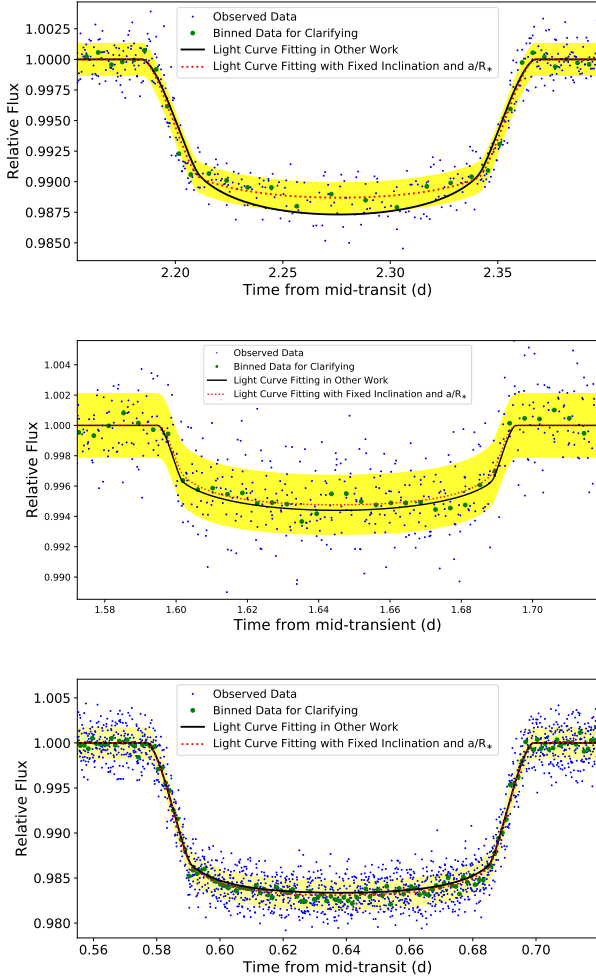 1.0025
1.0000
0.9975
0.9950
0.9925
0.9900
0.9875
0.9850
Relative Flux
Observed Data
Binned Data for Clarifying
Light Curve Fitting in Other Work
Light Curve Fitting with Fixed Inclination and a/R*
2.20 2.25 2.30 2.35
Time from mid-transit (d)
1.004
1.002
1.000
0.998
0.996
0.994
0.992
0.990
Relative Flux
Observed Data
Binned Data for Clarifying
Light Curve Fitting in Other Work
Light Curve Fitting with Fixed Inclination and a/R*
1.58 1.60 1.62 1.64 1.66 1.68 1.70
Time from mid-transient (d)
1.005
1.000
0.995
0.990
0.985
0.980
Relative Flux
Observed Data
Binned Data for Clarifying
Light Curve Fitting in Other Work
Light Curve Fitting with Fixed Inclination and a/R*
0.56 0.58 0.60 0.62 0.64 0.66 0.68 0.70
Time from mid-transit (d)